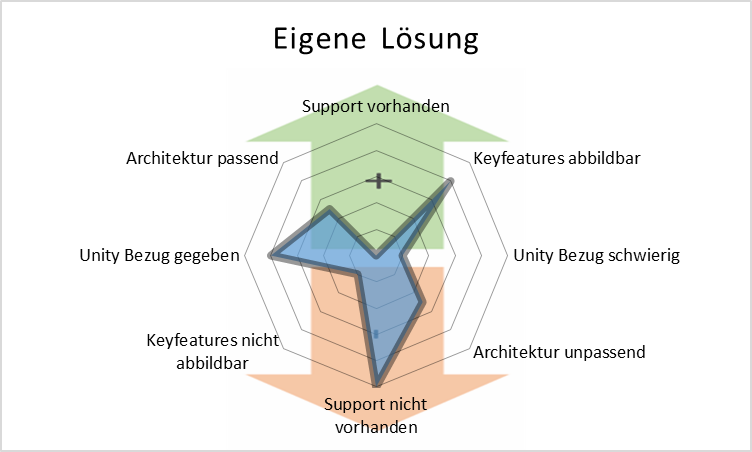 Eigene Lösung
Support vorhanden
+
Architektur passend
Keyfeatures abbildbar
Unity Bezug gegeben
Unity Bezug schwierig
Keyfeatures nicht
abbildbar
-
Architektur unpassend
Support nicht
vorhanden